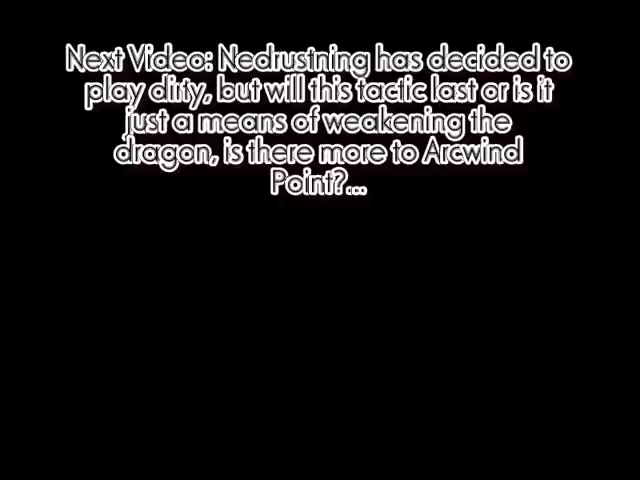 Next Video: Nedrustning has decided to
play dirty, but will this tactic last or is it
just a means of weakening the
dragon, is there more to Arcwind
Point?...